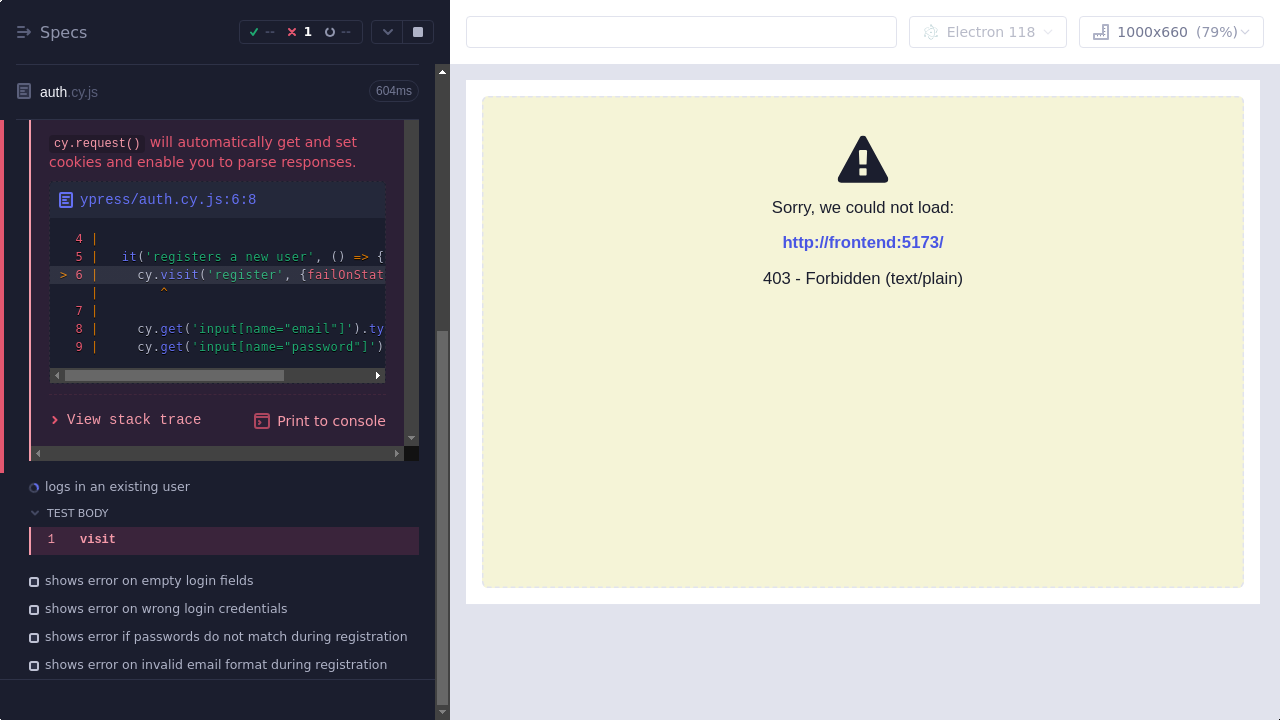 Specs
--
1
--
auth.cy.js
604ms
cy.request() will automatically get and set
cookies and enable you to parse responses.
ypress/auth.cy.js:6:8
4 |
5 |   it('registers a new user', () => {
> 6 |     cy.visit('register', {failOnStat
|        ^
7 |
8 |     cy.get('input[name="email"]').ty
9 |     cy.get('input[name="password"]')
View stack trace
Print to console
logs in an existing user
TEST BODY
1 visit
shows error on empty login fields
shows error on wrong login credentials
shows error if passwords do not match during registration
shows error on invalid email format during registration
Electron 118
1000x660 (79%)
Sorry, we could not load:
http://frontend:5173/
403 - Forbidden (text/plain)